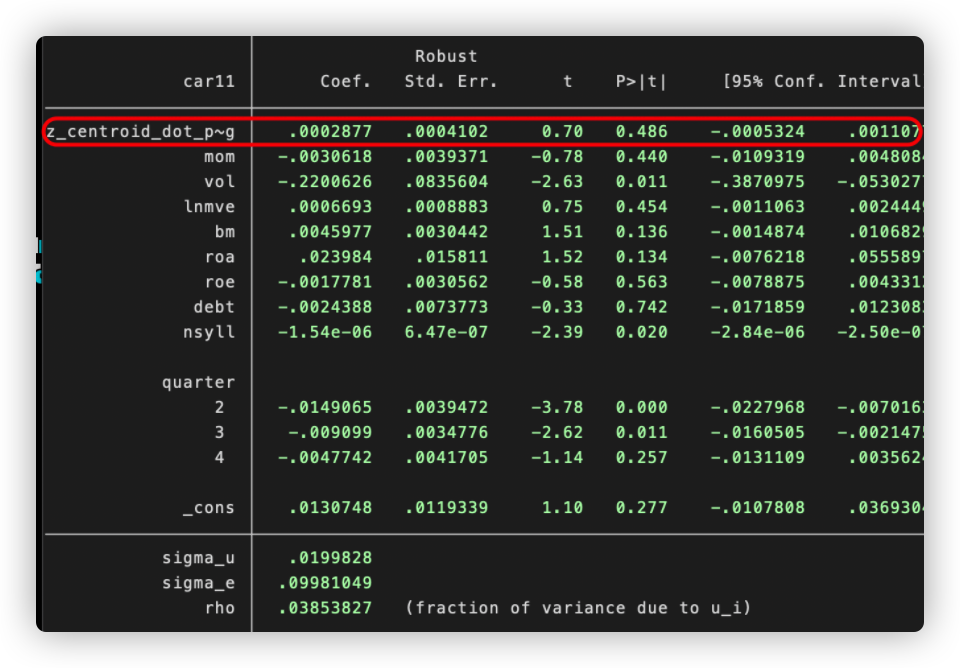 Robust
car11 Coef. Std. Err. t P>|t| [95% Conf. Interval
z_centroid_dot_p~g .0002877 .0004102 0.70 0.486 -.0005324 .001107
mom -.0030618 .0039371 -0.78 0.440 -.0109319 .004808
vol -.2200626 .0835604 -2.63 0.011 -.3870975 -.053027
lnmve .0006693 .0008883 0.75 0.454 -.0011063 .002444
bm .0045977 .0030442 1.51 0.136 -.0014874 .010682
roa .023984 .015811 1.52 0.134 -.0076218 .055589
roe -.0017781 .0030562 -0.58 0.563 -.0078875 .004331
debt -.0024388 .0073773 -0.33 0.742 -.0171859 .012308
nsyll -1.54e-06 6.47e-07 -2.39 0.020 -2.84e-06 -2.50e-0
quarter
2 -.0149065 .0039472 -3.78 0.000 -.0227968 -.007016
3 -.009099 .0034776 -2.62 0.011 -.0160505 -.002147
4 -.0047742 .0041705 -1.14 0.257 -.0131109 .003562
_cons .0130748 .0119339 1.10 0.277 -.0107808 .036930
sigma_u .0199828
sigma_e .09981049
rho .03853827 (fraction of variance due to u_i)